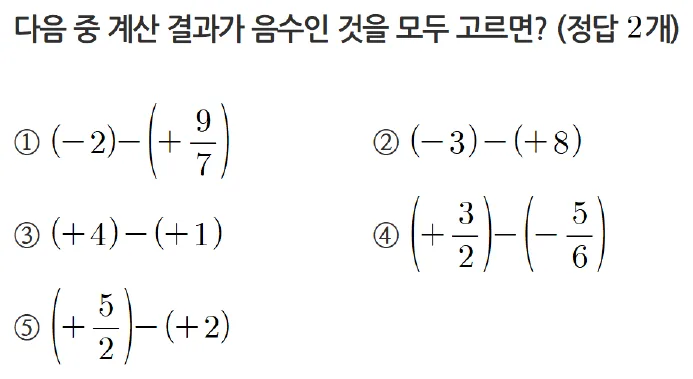 다음 중 계산 결과가 음수인 것을 모두 고르면? (정답 2개)
① (−2)−(+9/7) ② (−3)−(+8)
③ (+4)−(+1) ④ (+3/2)−(−5/6)
⑤ (+5/2)−(+2)